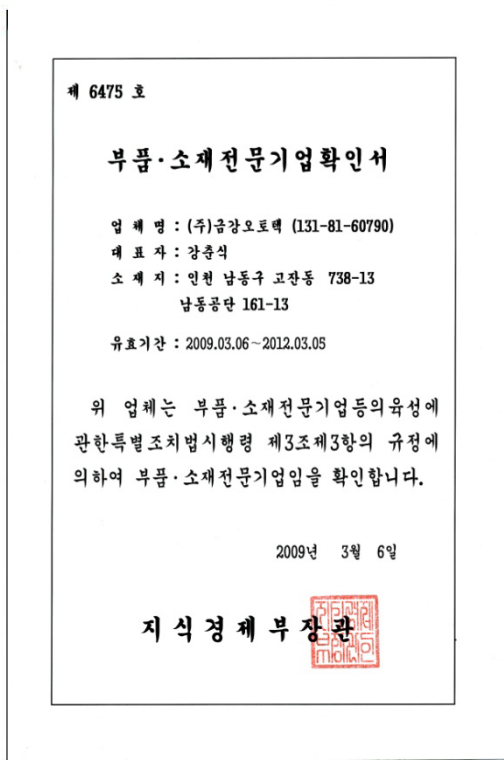 제 6475 호
부품·소재전문기업확인서
업 체 명 : (주)금강오토텍 (131-81-60790)
대 표 자 : 강춘식
소 재 지 : 인천 남동구 고잔동 738-13
남동공단 161-13
유효기간 : 2009.03.06~2012.03.05
위 업체는 부품·소재전문기업등의육성에
관한특별조치법시행령 제3조제3항의 규정에
의하여 부품·소재전문기업임을 확인합니다.
2009년 3월 6일
지식경제부장관